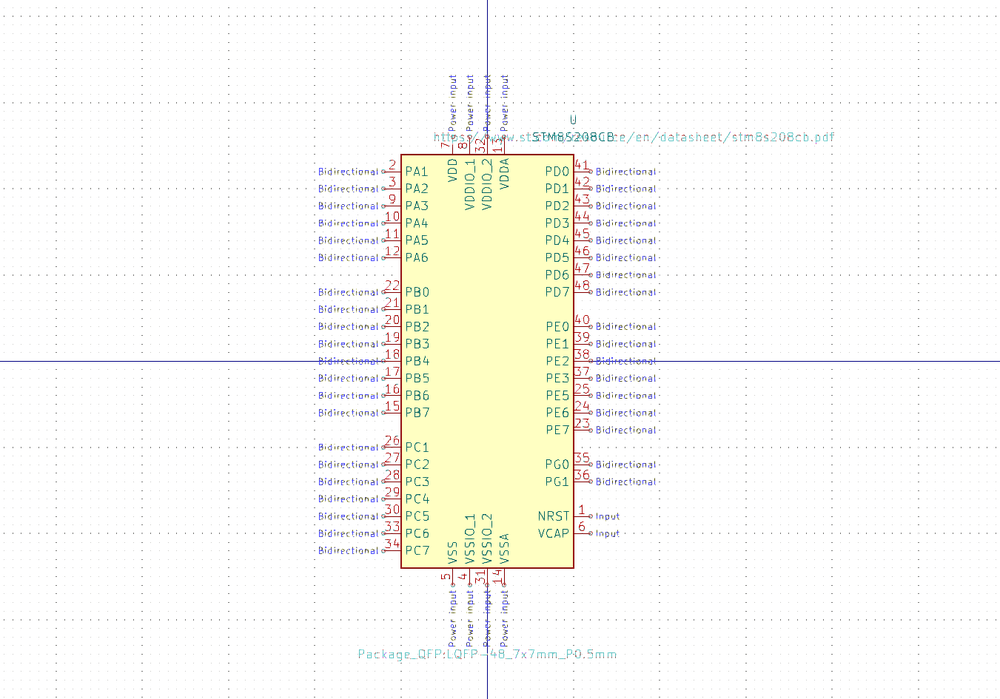 Power input Power input Power input Power input
U
https://www.st.com/resource/en/datasheet/stm8s208cb.pdf
STM8S208CB
7 8 32 13
VDD VDDIO_1 VDDIO_2 VDDA
Bidirectional 2 PA1 PD0 41 Bidirectional
Bidirectional 3 PA2 PD1 42 Bidirectional
Bidirectional 9 PA3 PD2 43 Bidirectional
Bidirectional 10 PA4 PD3 44 Bidirectional
Bidirectional 11 PA5 PD4 45 Bidirectional
Bidirectional 12 PA6 PD5 46 Bidirectional
PD6 47 Bidirectional
Bidirectional 22 PB0 PD7 48 Bidirectional
Bidirectional 21 PB1
Bidirectional 20 PB2 PE0 40 Bidirectional
Bidirectional 19 PB3 PE1 39 Bidirectional
Bidirectional 18 PB4 PE2 38 Bidirectional
Bidirectional 17 PB5 PE3 37 Bidirectional
Bidirectional 16 PB6 PE5 25 Bidirectional
Bidirectional 15 PB7 PE6 24 Bidirectional
PE7 23 Bidirectional
Bidirectional 26 PC1
Bidirectional 27 PC2 PG0 35 Bidirectional
Bidirectional 28 PC3 PG1 36 Bidirectional
Bidirectional 29 PC4
Bidirectional 30 PC5 NRST 1 Input
Bidirectional 33 PC6 VCAP 6 Input
Bidirectional 34 PC7
VSS VSSIO_1 VSSIO_2 VSSA
5 4 31 14
Power input Power input Power input Power input
Package_QFP:LQFP-48_7x7mm_P0.5mm